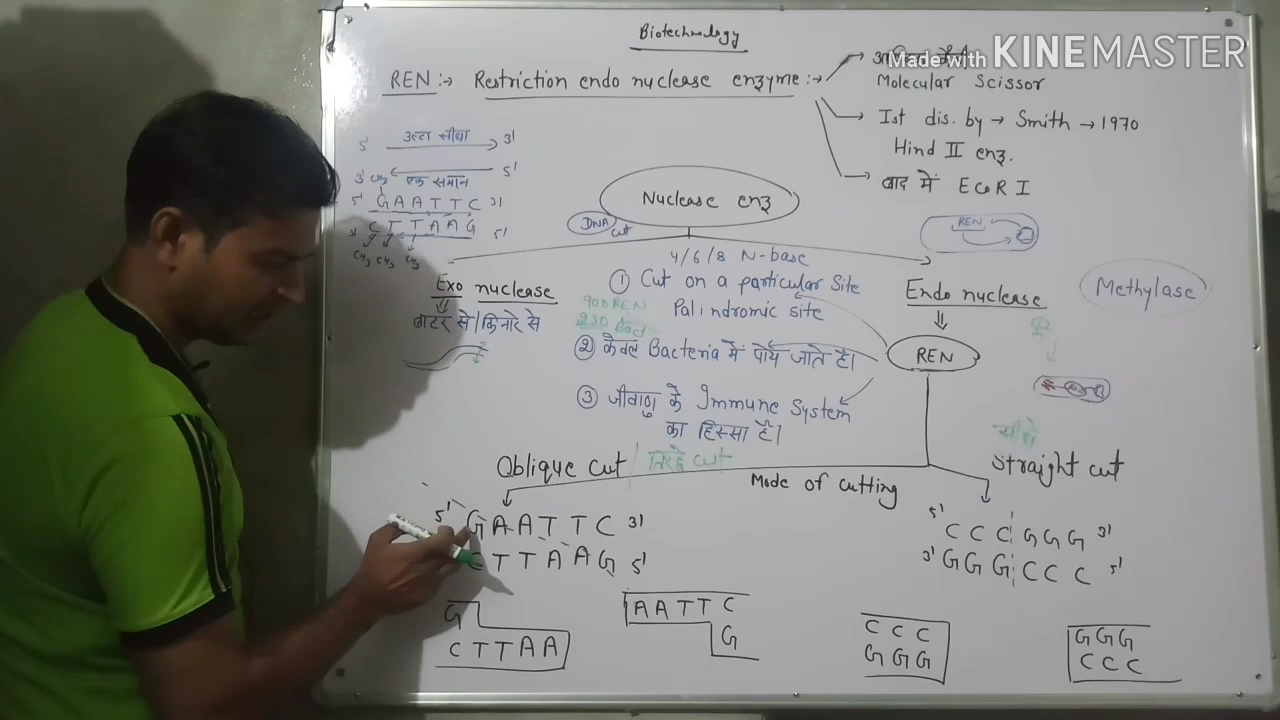 Biotechnology
Made with KINEMASTER
REN :→ Restriction endo nuclease enzyme :→
Molecular Scissor
Ist dis. by → Smith → 1970
Hind II एन्ज.
बाद में ECoR I
5' उल्टा सीधा 3'
3' CH3 एक समान 5'
5' G A A T T C 3'
3' C T T A A G 5'
CH3 CH3 CH3
Nuclease एन्ज
DNA cut
REN
4/6/8 N-base
① Cut on a particular Site
Palindromic site
900 REN
230 Bact
② केवल Bacteria में पाये जाते है।
③ जीवाणु के Immune System
का हिस्सा है।
Exo nuclease
बाहर से/किनारे से
Endo nuclease
Methylase
REN
Oblique cut तिरछे cut
Mode of cutting
सीधे
Straight cut
5' G A A T T C 3'
T T A A G 5'
5' C C C G G G 3'
3' G G G C C C 5'
G
C T T A A
A A T T C
G
C C C
G G G
G G G
C C C